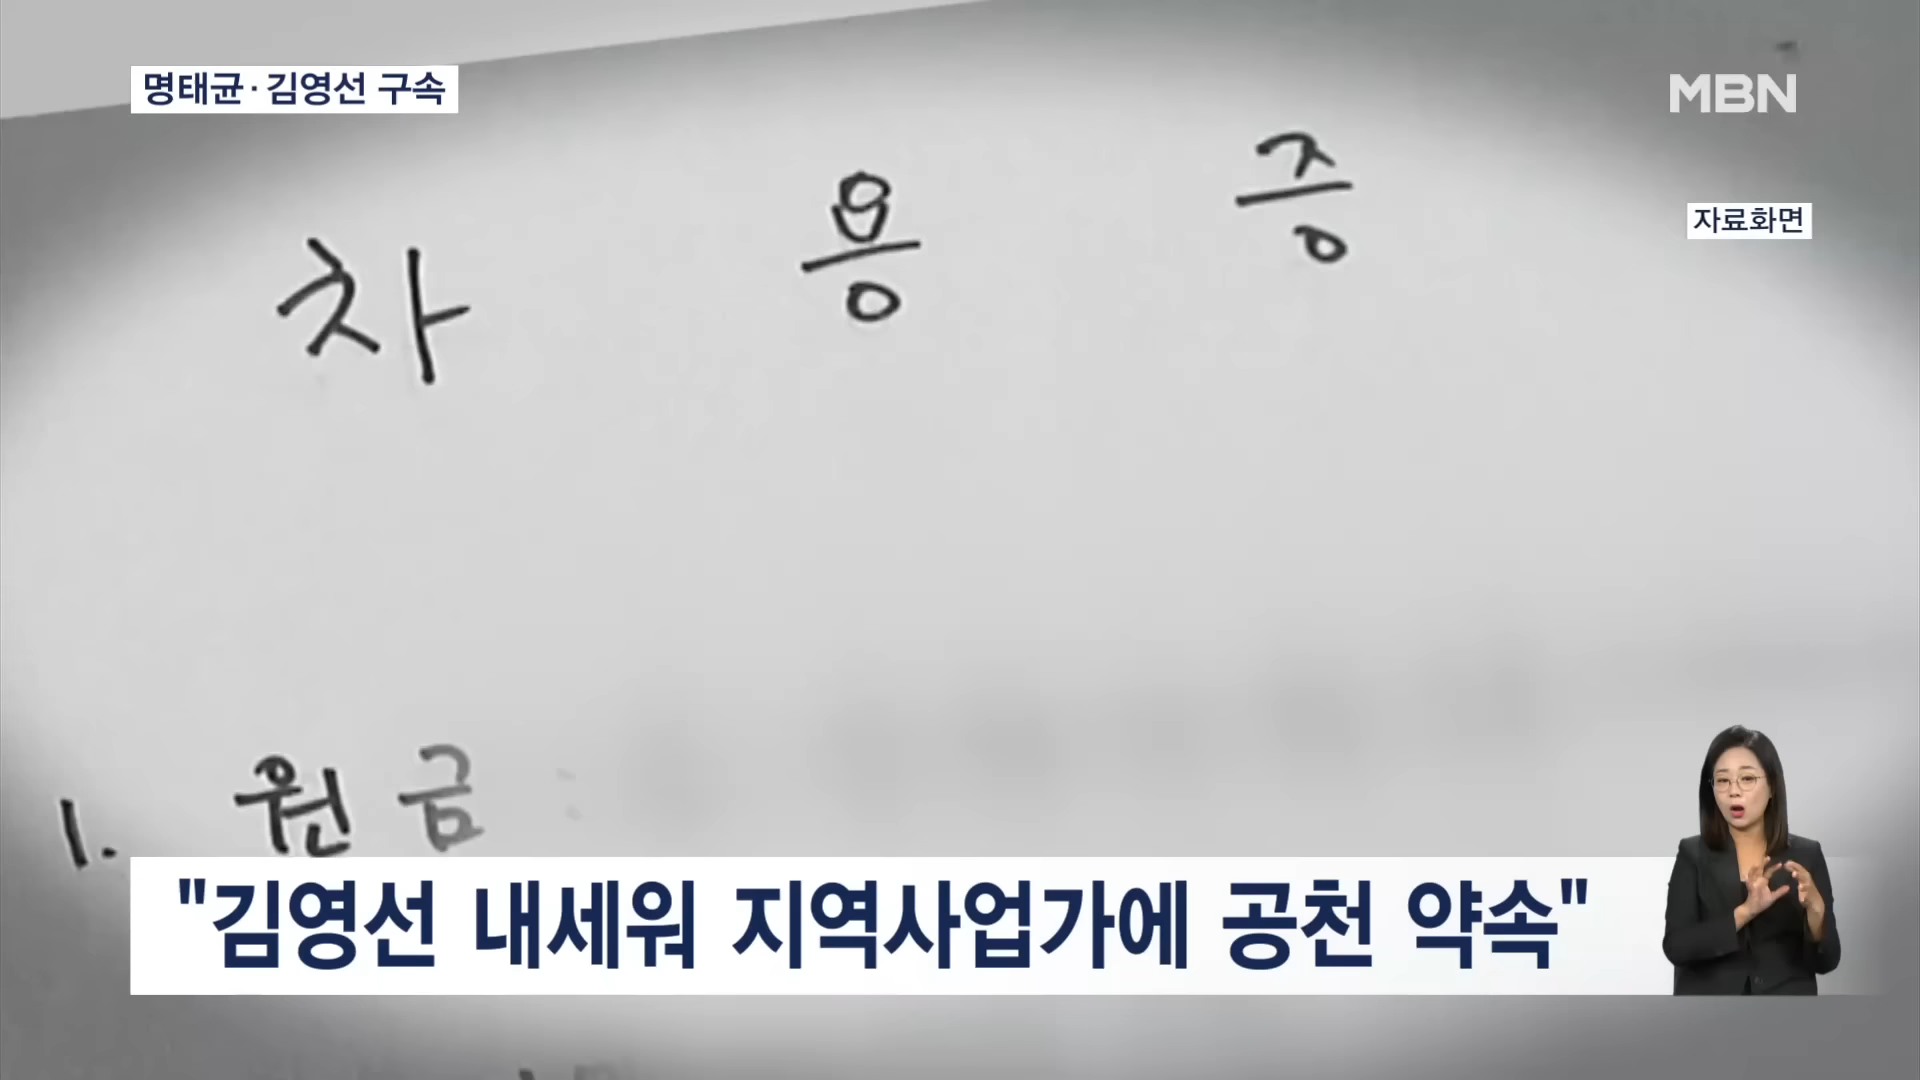 명태균·김영선 구속
MBN
자료화면
차 용 증
1. 원금 :
"김영선 내세워 지역사업가에 공천 약속"